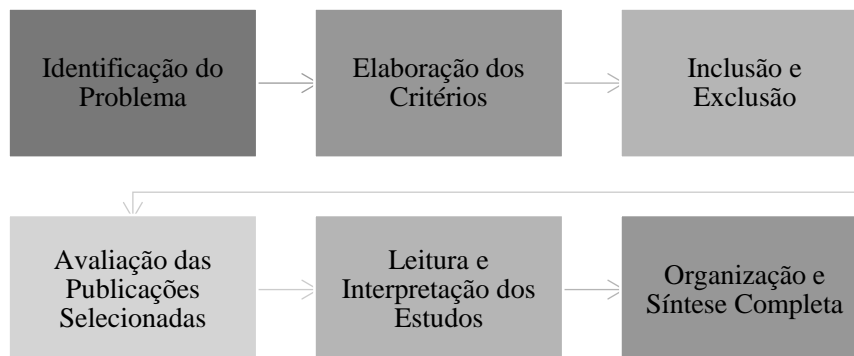 Identificação do
Problema
Elaboração dos
Critérios
Inclusão e
Exclusão
Avaliação das
Publicações
Selecionadas
Leitura e
Interpretação dos
Estudos
Organização e
Síntese Completa